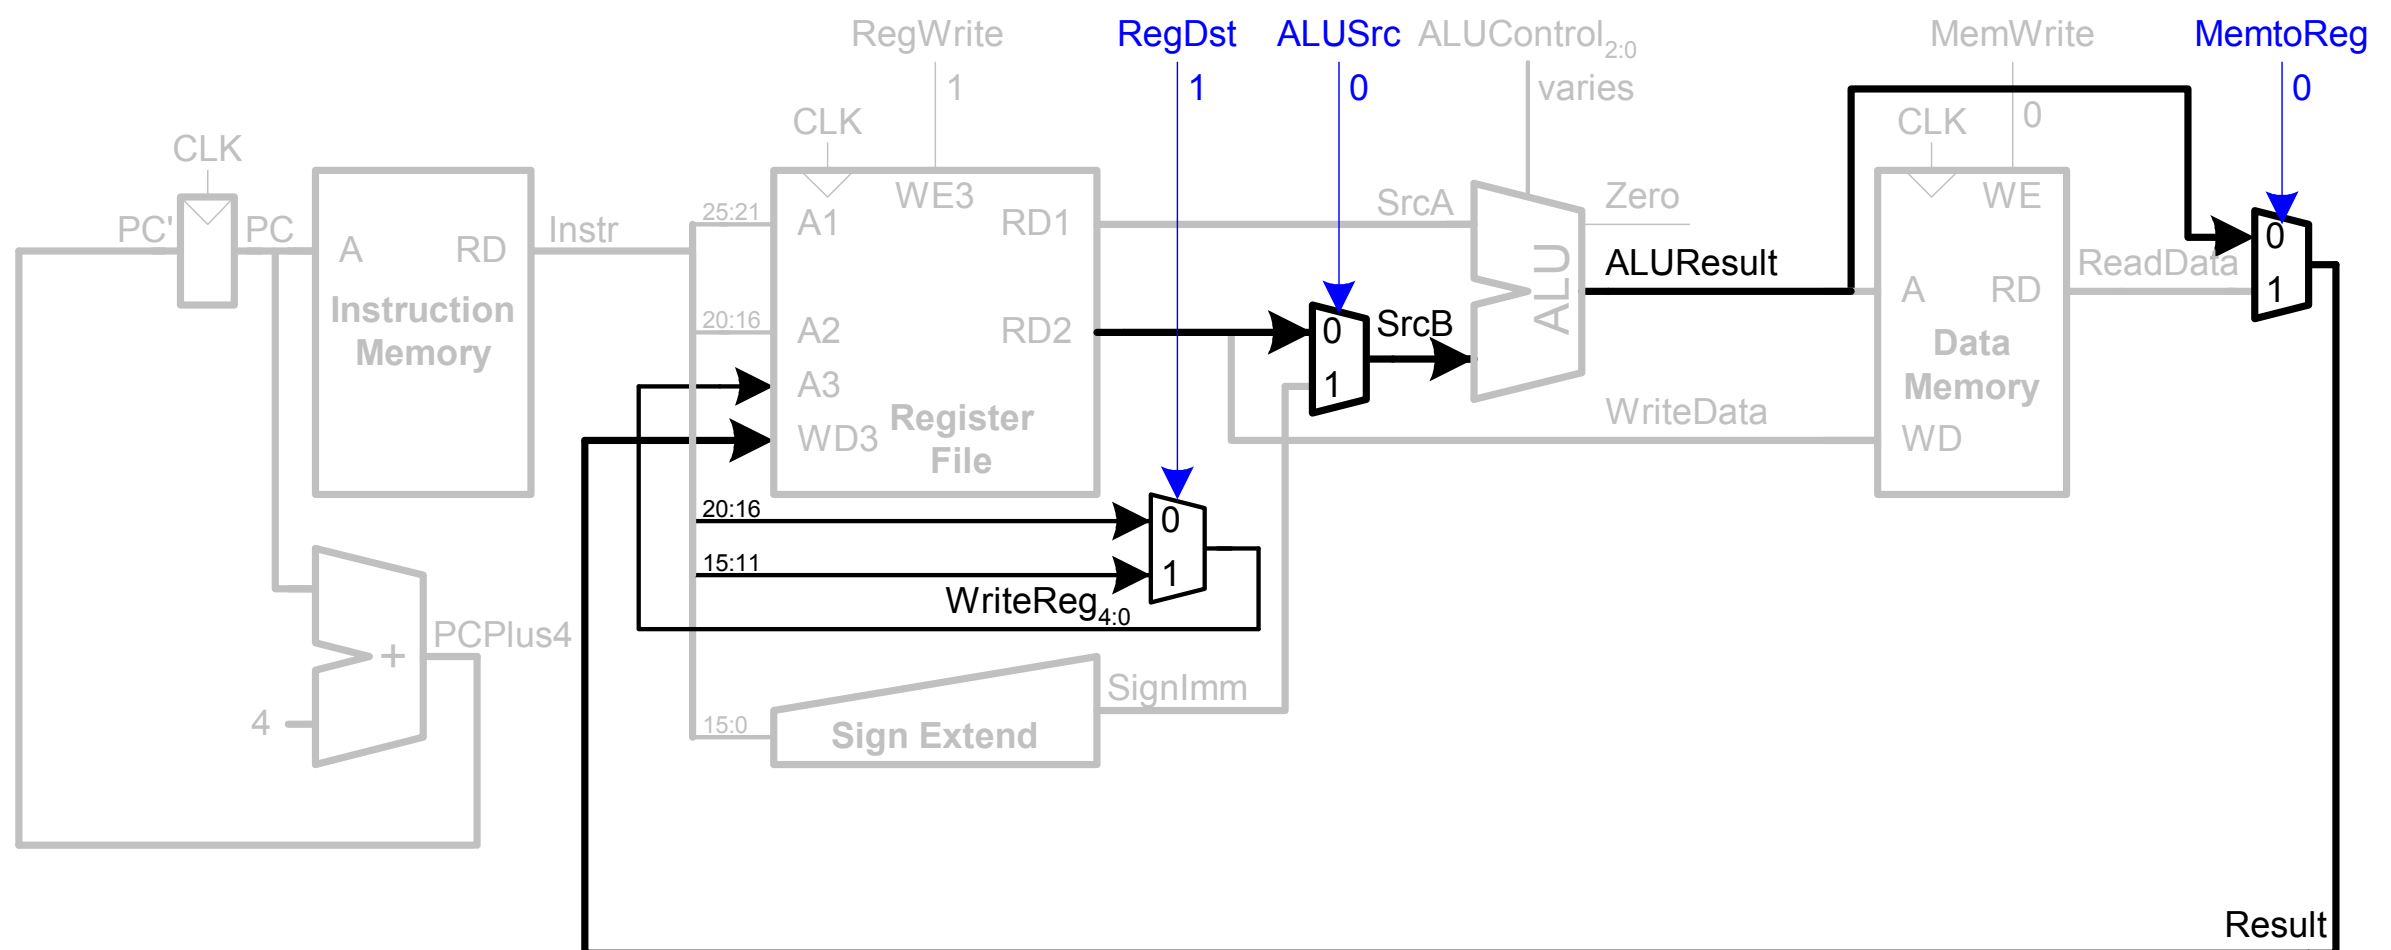 RegWrite RegDst ALUSrc ALUControl2:0 MemWrite MemtoReg
1 1 0 varies 0 0
CLK CLK CLK
PC' PC A RD Instr 25:21 A1 WE3 RD1 SrcA Zero WE 0
Instruction Memory 20:16 A2 RD2 0 SrcB ALU ALUResult A RD ReadData 1
A3 1 Data Memory
WD3 Register File WriteData WD
20:16 0
15:11 1
WriteReg4:0
PCPlus4
+
4 15:0 Sign Extend SignImm
Result